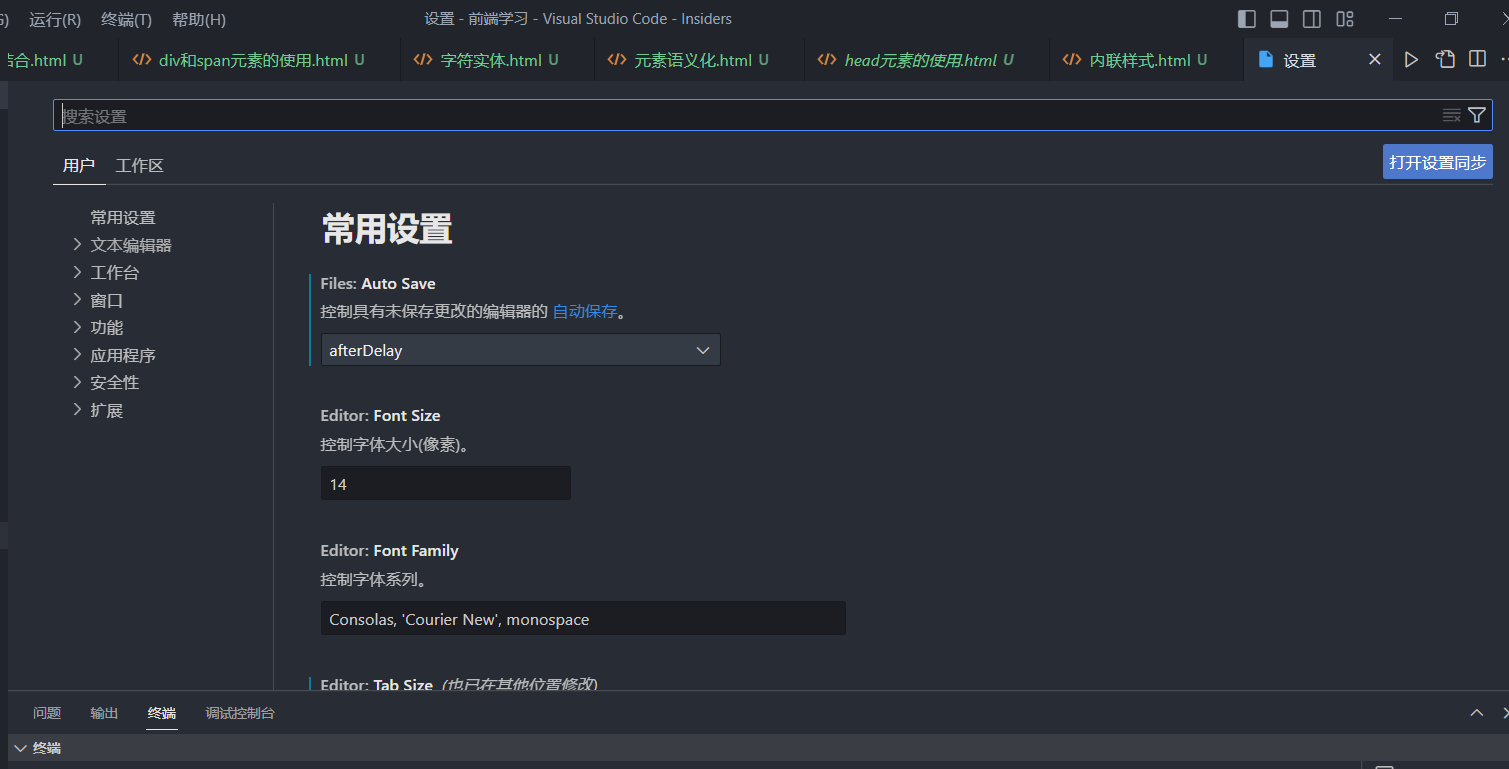 运行(R) 终端(T) 帮助(H) 设置 - 前端学习 - Visual Studio Code - Insiders
合.html U div和span元素的使用.html U 字符实体.html U 元素语义化.html U head元素的使用.html U 内联样式.html U 设置
搜索设置
用户 工作区 打开设置同步
常用设置
文本编辑器
工作台
窗口
功能
应用程序
安全性
扩展
常用设置
Files: Auto Save
控制具有未保存更改的编辑器的 自动保存。
afterDelay
Editor: Font Size
控制字体大小(像素)。
14
Editor: Font Family
控制字体系列。
Consolas, 'Courier New', monospace
Editor: Tab Size (也已在其他位置修改)
问题 输出 终端 调试控制台
终端